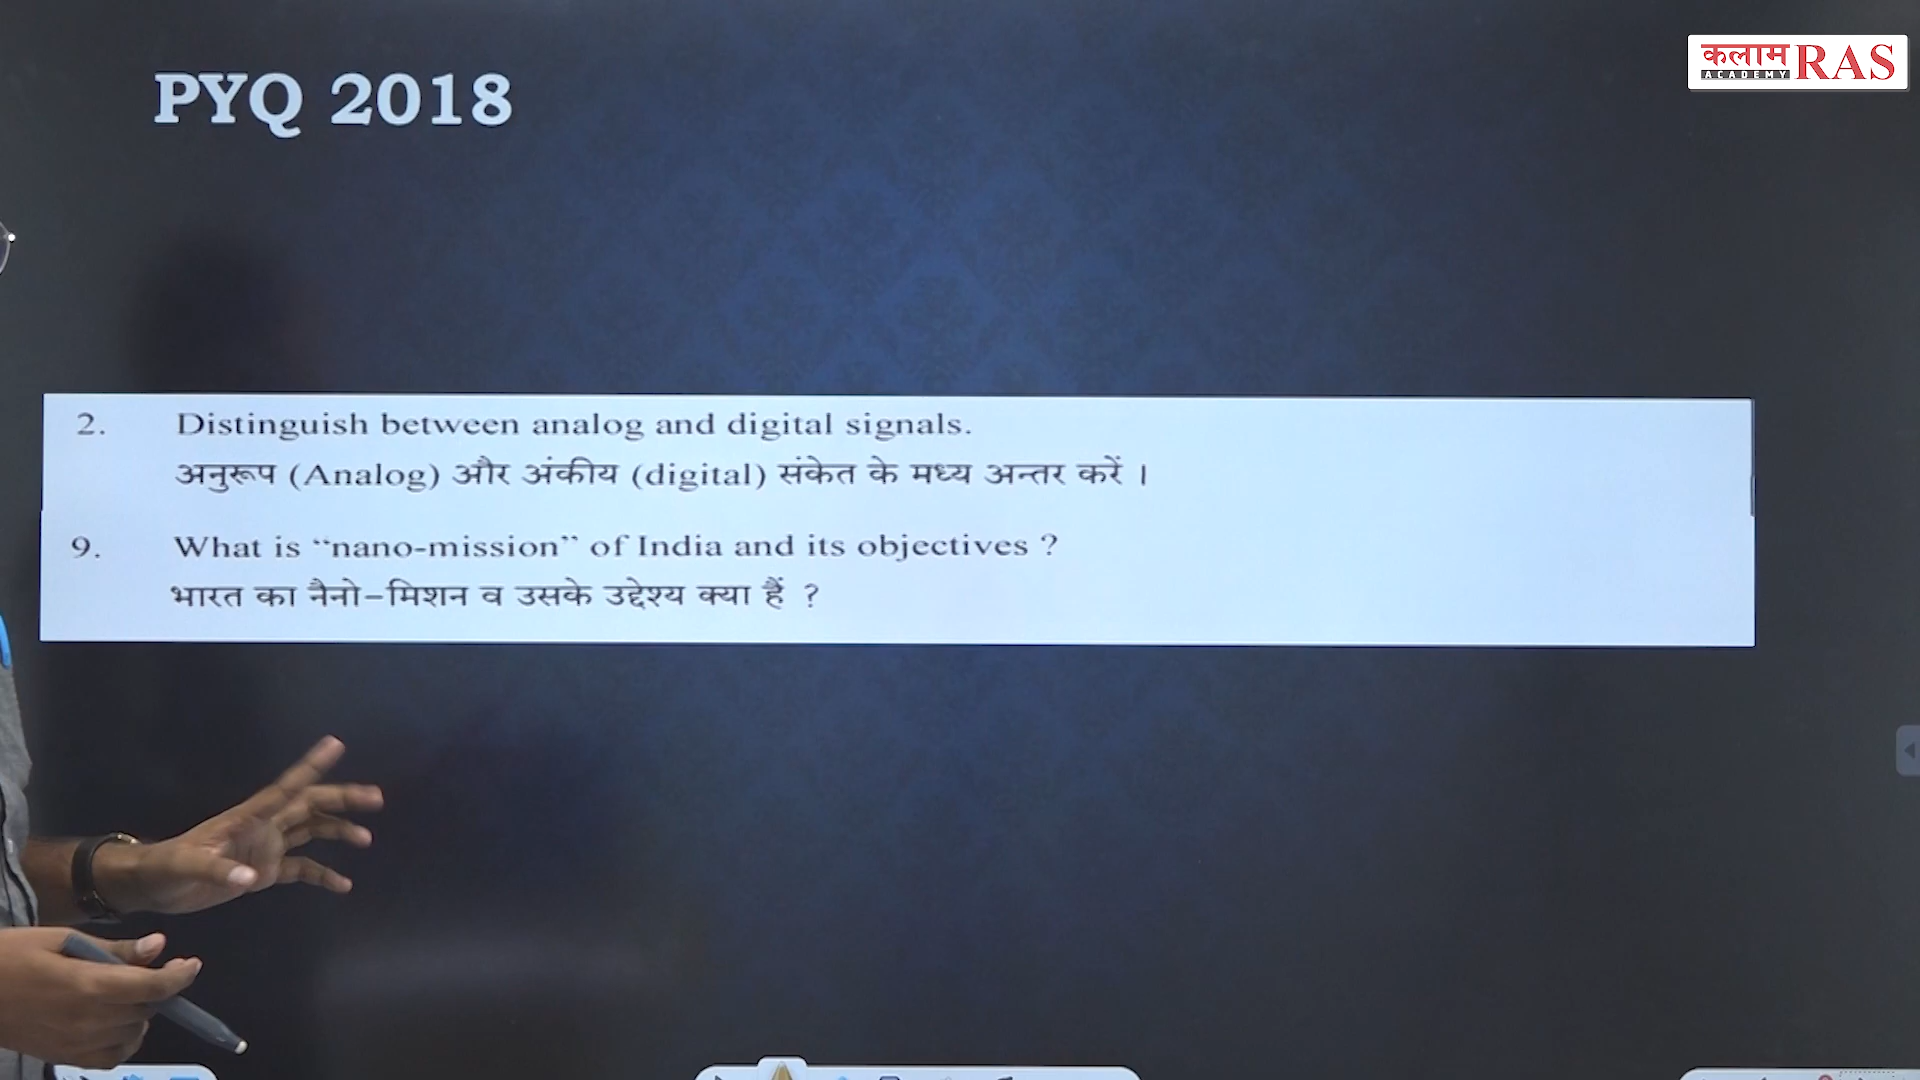 PYQ 2018
कलाम RAS
ACADEMY
2. Distinguish between analog and digital signals.
अनुरूप (Analog) और अंकीय (digital) संकेत के मध्य अन्तर करें ।
9. What is “nano-mission” of India and its objectives ?
भारत का नैनो-मिशन व उसके उद्देश्य क्या हैं ?